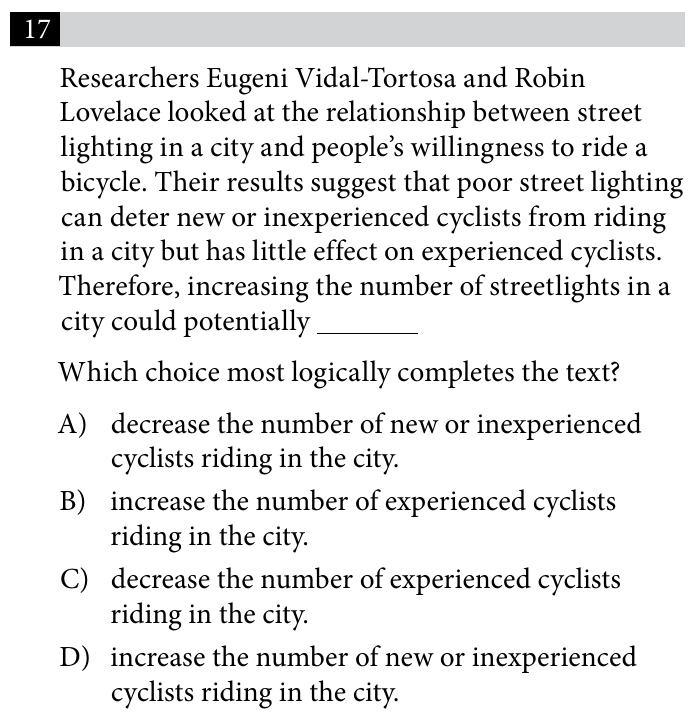 17
Researchers Eugeni Vidal-Tortosa and Robin
Lovelace looked at the relationship between street
lighting in a city and people’s willingness to ride a
bicycle. Their results suggest that poor street lighting
can deter new or inexperienced cyclists from riding
in a city but has little effect on experienced cyclists.
Therefore, increasing the number of streetlights in a
city could potentially _______
Which choice most logically completes the text?
A) decrease the number of new or inexperienced
cyclists riding in the city.
B) increase the number of experienced cyclists
riding in the city.
C) decrease the number of experienced cyclists
riding in the city.
D) increase the number of new or inexperienced
cyclists riding in the city.